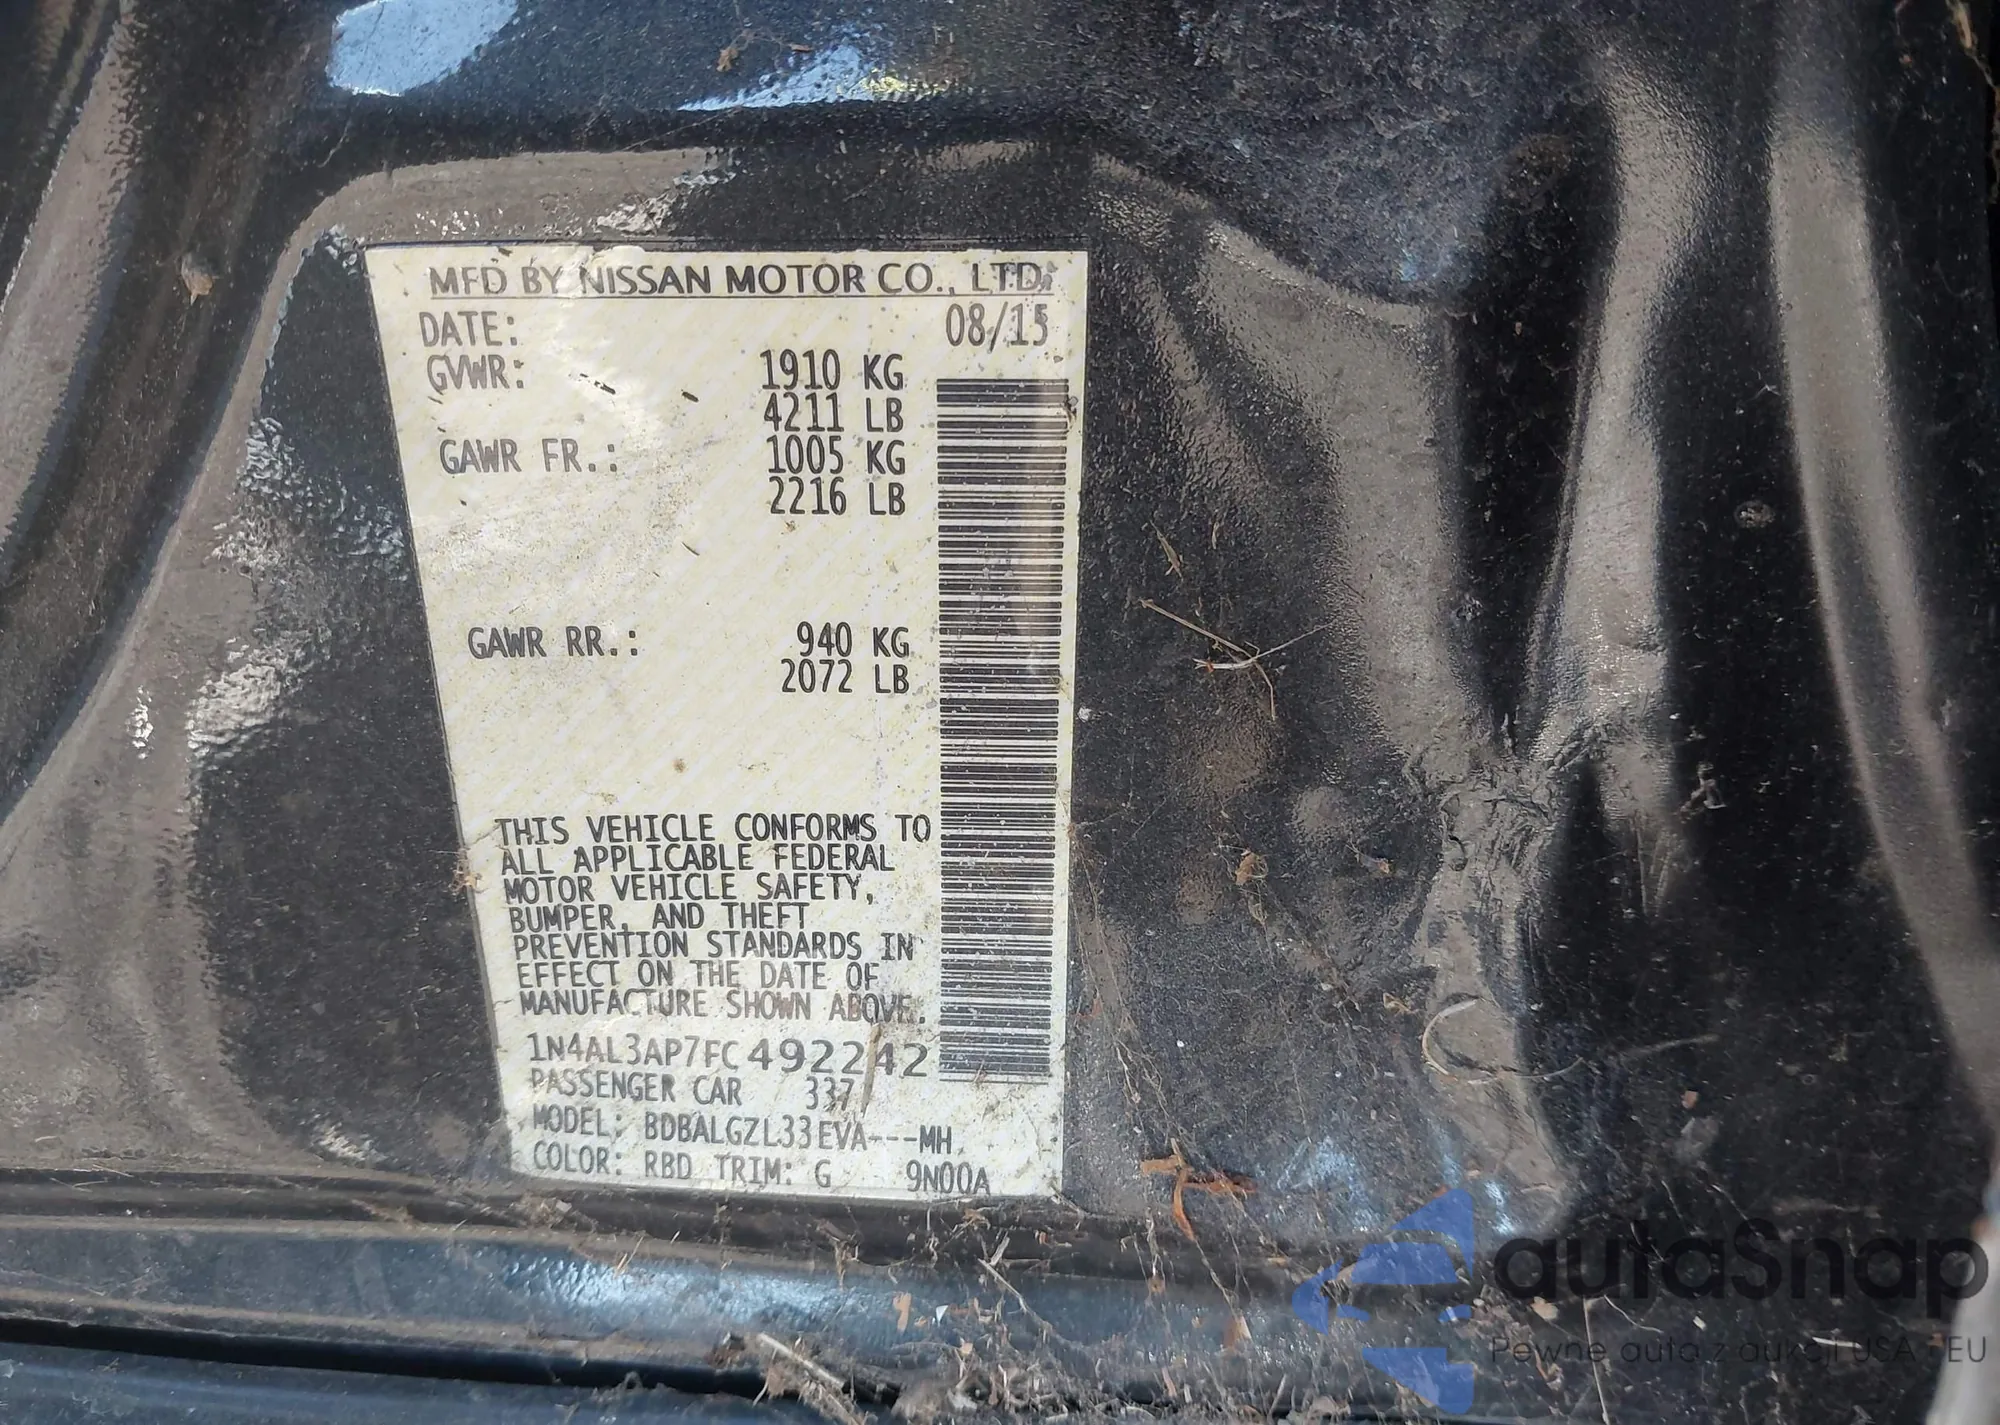 MFD BY NISSAN MOTOR CO., LTD.
DATE: 08/15
GVWR: 1910 KG
4211 LB
GAWR FR.: 1005 KG
2216 LB
GAWR RR.: 940 KG
2072 LB
THIS VEHICLE CONFORMS TO
ALL APPLICABLE FEDERAL
MOTOR VEHICLE SAFETY,
BUMPER, AND THEFT
PREVENTION STANDARDS IN
EFFECT ON THE DATE OF
MANUFACTURE SHOWN ABOVE.
1N4AL3AP7FC492242
PASSENGER CAR 337
MODEL: BDBALGZL33EVA---MH
COLOR: RBD TRIM: G 9N00A
autaSnap
Pewne auta z aukcji USA i EU